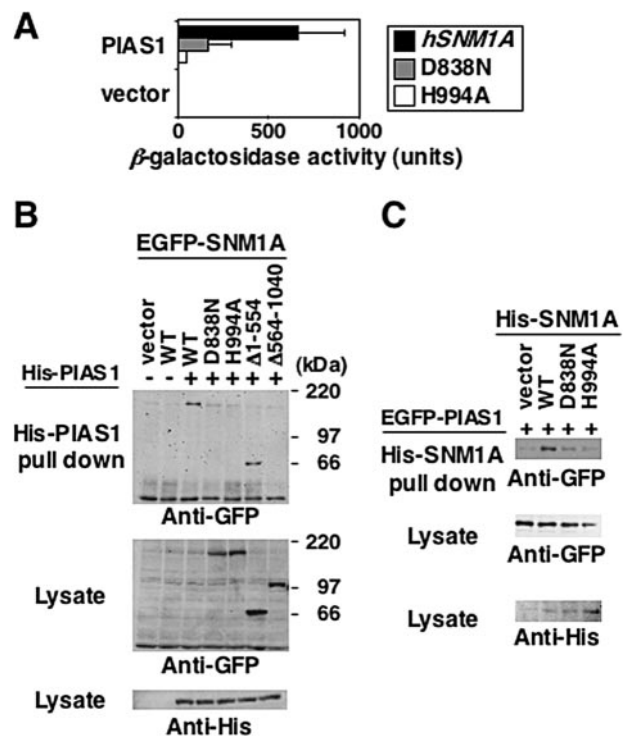 A
PIAS1
vector
0 500 1000
β-galactosidase activity (units)
hSNM1A
D838N
H994A
B
EGFP-SNM1A
vector
WT
WT
D838N
H994A
Δ1-554
Δ564-1040
His-PIAS1 - - + + + + + (kDa)
220
His-PIAS1
pull down
97
66
Anti-GFP
220
Lysate
97
66
Anti-GFP
Lysate
Anti-His
C
His-SNM1A
vector
WT
D838N
H994A
EGFP-PIAS1 + + + +
His-SNM1A
pull down
Anti-GFP
Lysate
Anti-GFP
Lysate
Anti-His